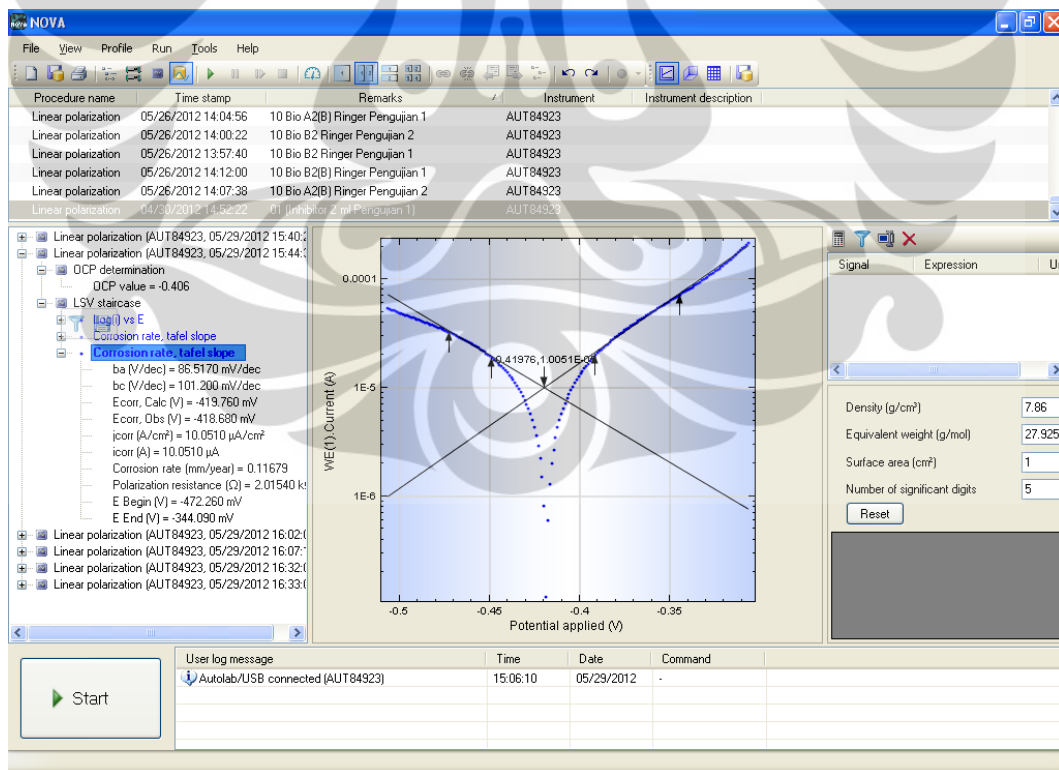 NOVA
File View Profile Run Tools Help
Procedure name Time stamp Remarks / Instrument Instrument description
Linear polarization 05/26/2012 14:04:56 10 Bio A2(B) Ringer Pengujian 1 AUT84923
Linear polarization 05/26/2012 14:00:22 10 Bio B2 Ringer Pengujian 2 AUT84923
Linear polarization 05/26/2012 13:57:40 10 Bio B2 Ringer Pengujian 1 AUT84923
Linear polarization 05/26/2012 14:12:00 10 Bio B2(B) Ringer Pengujian 1 AUT84923
Linear polarization 05/26/2012 14:07:38 10 Bio A2(B) Ringer Pengujian 2 AUT84923
Linear polarization 04/30/2012 14:52:22 01 (Inhibitor 2 ml Pengujian 1) AUT84923
Linear polarization (AUT84923, 05/29/2012 15:40:2
Linear polarization (AUT84923, 05/29/2012 15:44:
OCP determination
OCP value = -0.406
LSV staircase
log(i) vs E
Corrosion rate, tafel slope
Corrosion rate, tafel slope
ba (V/dec) = 86.5170 mV/dec
bc (V/dec) = 101.200 mV/dec
Ecorr, Calc (V) = -419.760 mV
Ecorr, Obs (V) = -418.680 mV
jcorr (A/cm²) = 10.0510 µA/cm²
icorr (A) = 10.0510 µA
Corrosion rate (mm/year) = 0.11679
Polarization resistance (Ω) = 2.01540 k
E Begin (V) = -472.260 mV
E End (V) = -344.090 mV
Linear polarization (AUT84923, 05/29/2012 16:02:
Linear polarization (AUT84923, 05/29/2012 16:07:
Linear polarization (AUT84923, 05/29/2012 16:32:
Linear polarization (AUT84923, 05/29/2012 16:33:
0.0001
1E-5
1E-6
WE(1).Current (A)
-0.41976,1.0051E-05
-0.5 -0.45 -0.4 -0.35
Potential applied (V)
Signal Expression U
Density (g/cm³) 7.86
Equivalent weight (g/mol) 27.925
Surface area (cm²) 1
Number of significant digits 5
Reset
Start
User log message Time Date Command
Autolab/USB connected (AUT84923) 15:06:10 05/29/2012 -